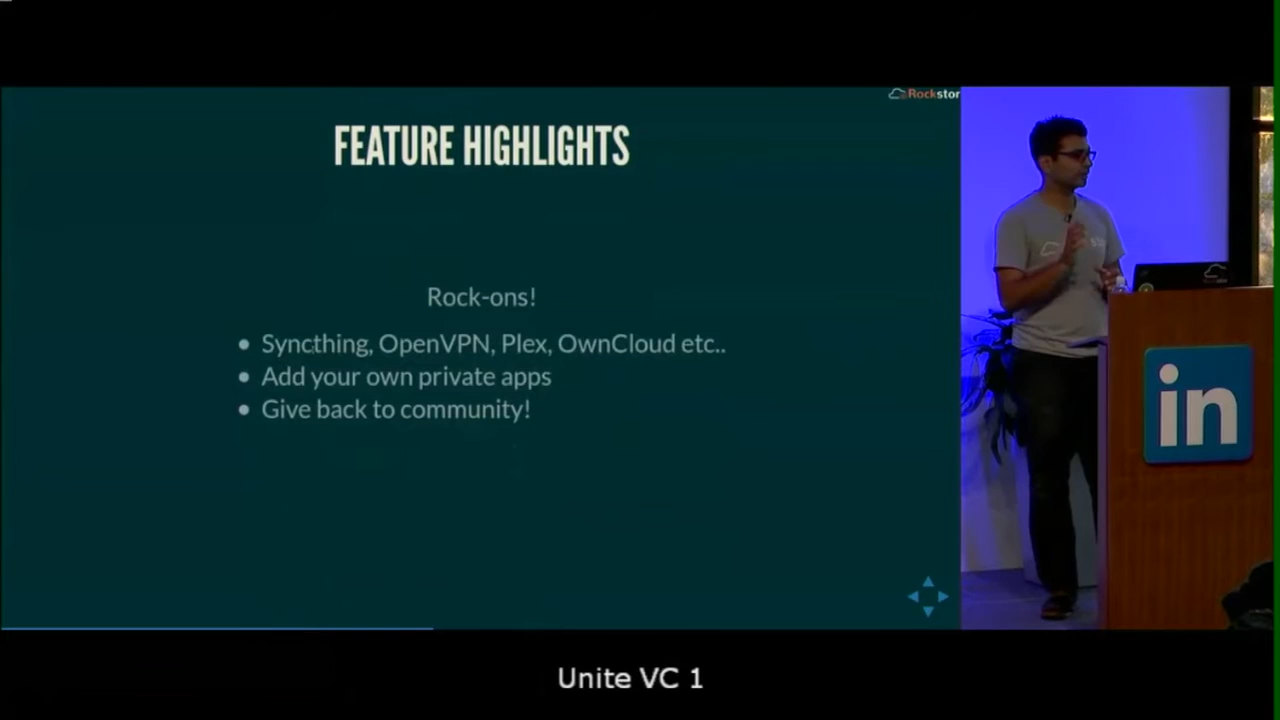 Rockstor
FEATURE HIGHLIGHTS
Rock-ons!
Syncthing, OpenVPN, Plex, OwnCloud etc..
Add your own private apps
Give back to community!
in
Unite VC 1